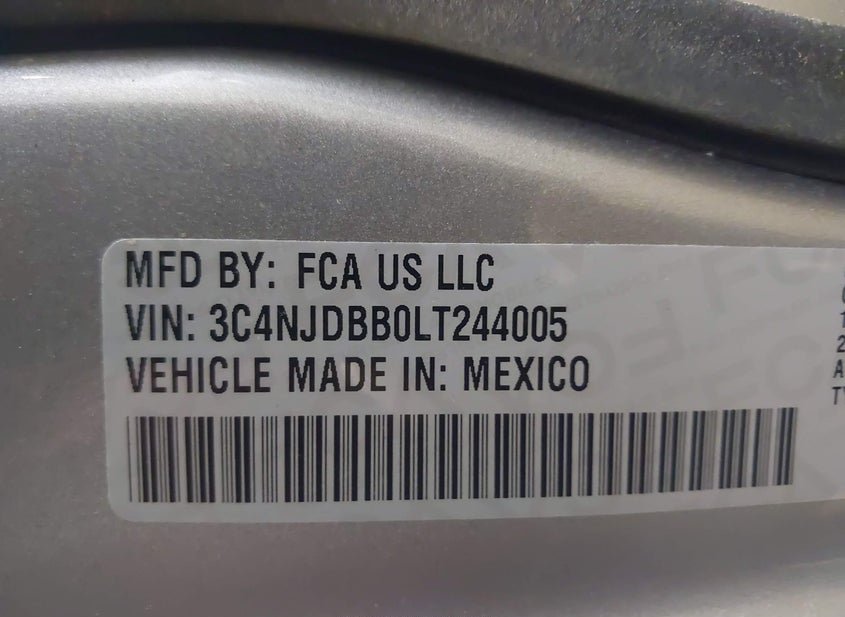 MFD BY: FCA US LLC
VIN: 3C4NJDBB0LT244005
VEHICLE MADE IN: MEXICO